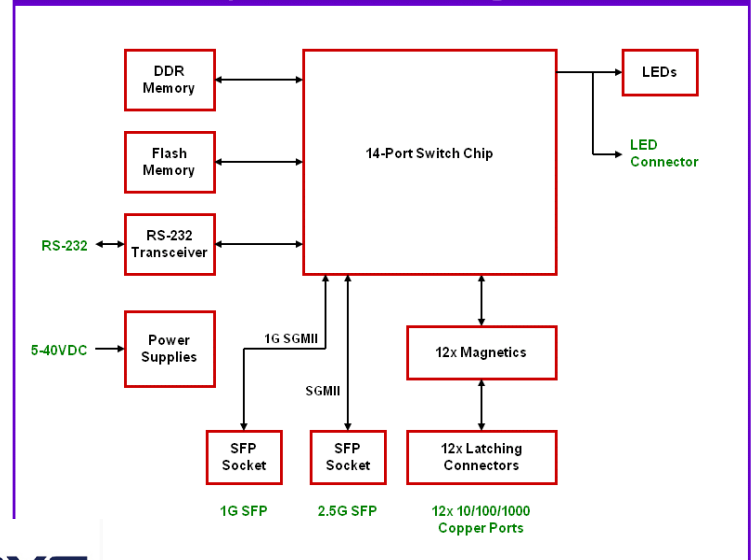 DDR
Memory
LEDs
Flash
Memory
14-Port Switch Chip
LED
Connector
RS-232
RS-232
Transceiver
5-40VDC
Power
Supplies
1G SGMII
12x Magnetics
SGMII
SFP
Socket
SFP
Socket
12x Latching
Connectors
1G SFP
2.5G SFP
12x 10/100/1000
Copper Ports